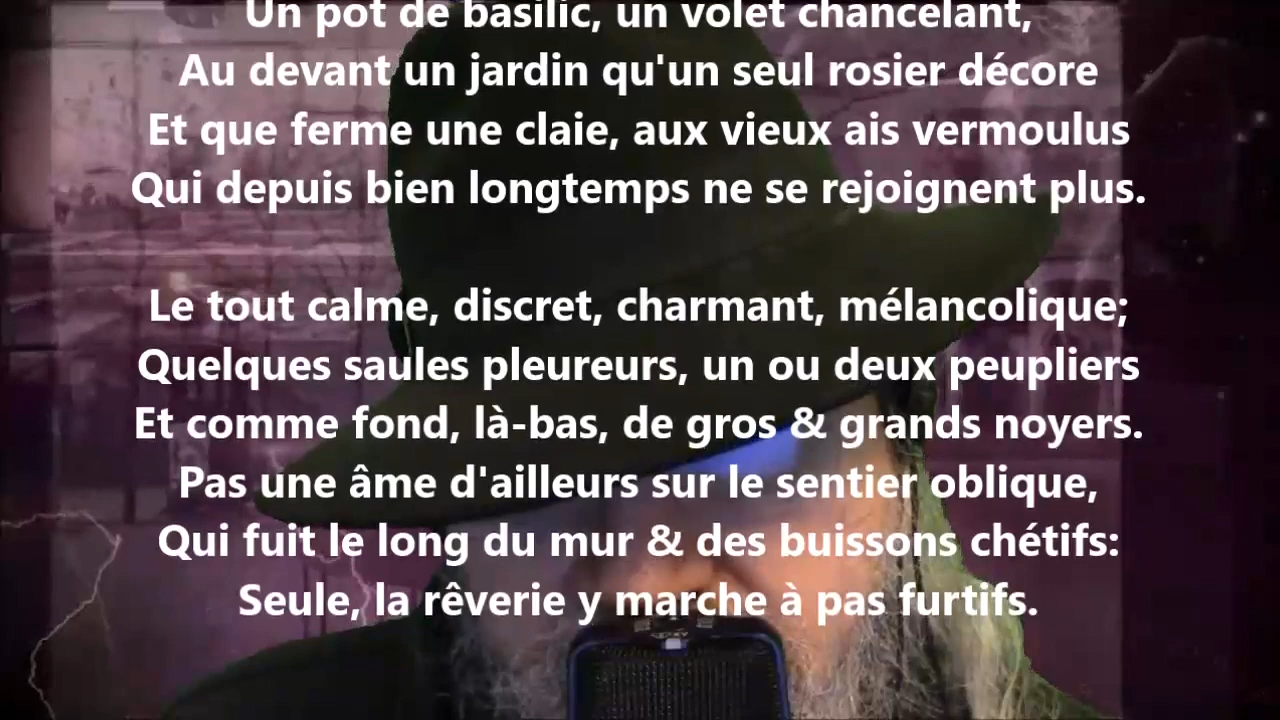 Un pot de basilic, un volet chancelant,
Au devant un jardin qu'un seul rosier décore
Et que ferme une claie, aux vieux ais vermoulus
Qui depuis bien longtemps ne se rejoignent plus.
Le tout calme, discret, charmant, mélancolique;
Quelques saules pleureurs, un ou deux peupliers
Et comme fond, là-bas, de gros & grands noyers.
Pas une âme d'ailleurs sur le sentier oblique,
Qui fuit le long du mur & des buissons chétifs:
Seule, la rêverie y marche à pas furtifs.